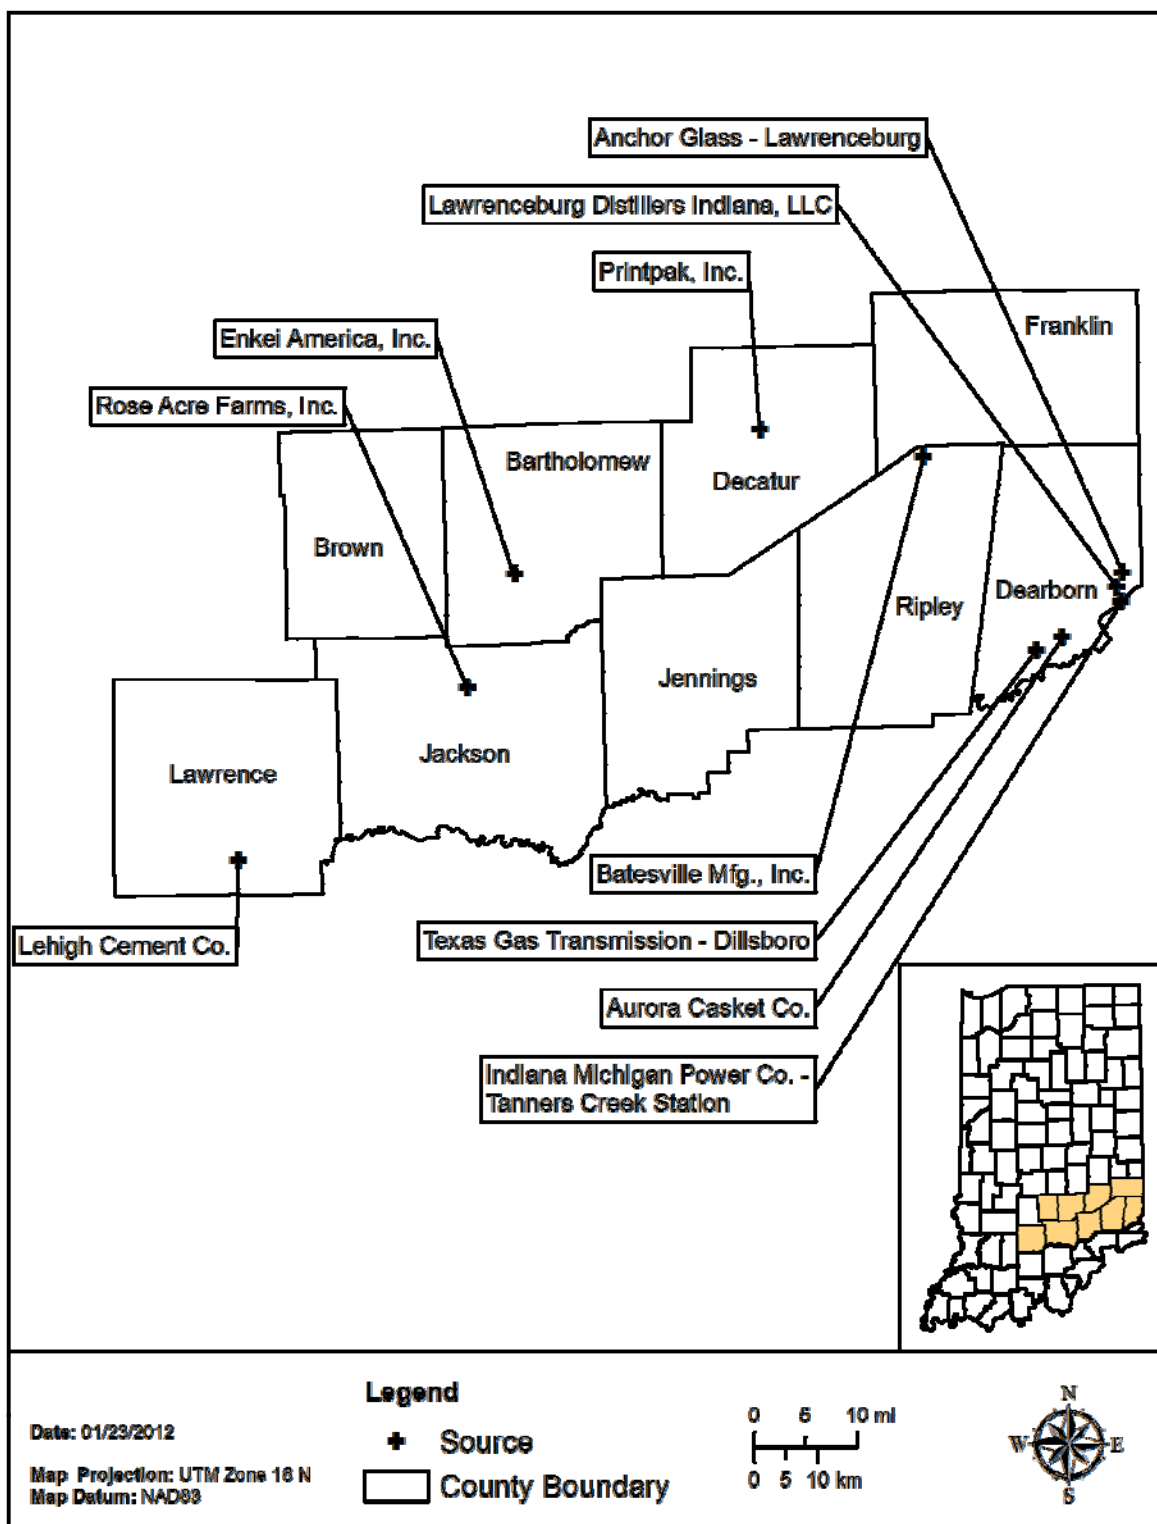 Anchor Glass - Lawrenceburg
Lawrenceburg Distillers Indiana, LLC
Printpak, Inc.
Franklin
Enkei America, Inc.
Rose Acre Farms, Inc.
Bartholomew
Decatur
Brown
Dearborn
Ripley
Jennings
Jackson
Lawrence
Batesville Mfg., Inc.
Texas Gas Transmission - Dillsboro
Lehigh Cement Co.
Aurora Casket Co.
Indiana Michigan Power Co. -
Tanners Creek Station
Legend
Date: 01/23/2012
Source
Map Projection: UTM Zone 16 N
Map Datum: NAD83
County Boundary
0 5 10 mi
0 5 10 km
N
W E
S